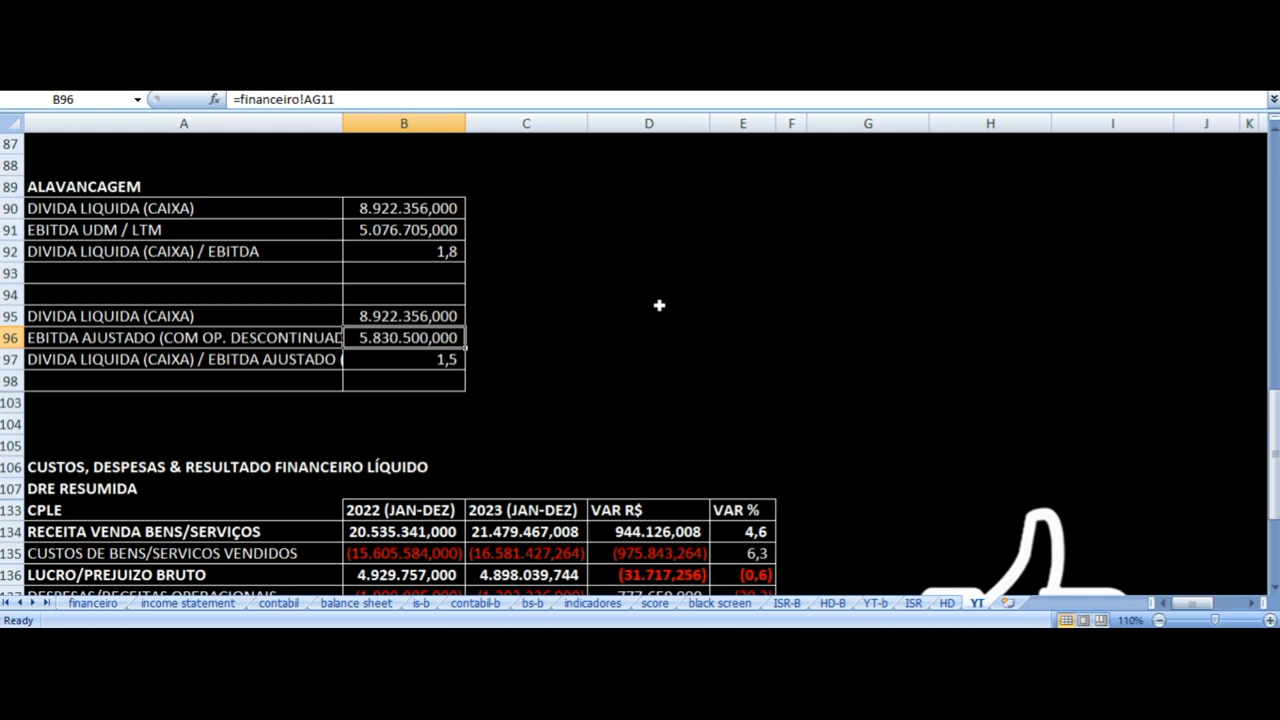 B96 fx =financeiro!AG11
A B C D E F G H I J K
87
88
89 ALAVANCAGEM
90 DIVIDA LIQUIDA (CAIXA) 8.922.356,000
91 EBITDA UDM / LTM 5.076.705,000
92 DIVIDA LIQUIDA (CAIXA) / EBITDA 1,8
93
94
95 DIVIDA LIQUIDA (CAIXA) 8.922.356,000
96 EBITDA AJUSTADO (COM OP. DESCONTINUAD 5.830.500,000
97 DIVIDA LIQUIDA (CAIXA) / EBITDA AJUSTADO ( 1,5
98
103
104
105
106 CUSTOS, DESPESAS & RESULTADO FINANCEIRO LÍQUIDO
107 DRE RESUMIDA
133 CPLE 2022 (JAN-DEZ) 2023 (JAN-DEZ) VAR R$ VAR %
134 RECEITA VENDA BENS/SERVIÇOS 20.535.341,000 21.479.467,008 944.126,008 4,6
135 CUSTOS DE BENS/SERVICOS VENDIDOS (15.605.584,000) (16.581.427,264) (975.843,264) 6,3
136 LUCRO/PREJUIZO BRUTO 4.929.757,000 4.898.039,744 (31.717,256) (0,6)
financeiro income statement contabil balance sheet is-b contabil-b bs-b indicadores score black screen ISR-B HD-B YT-b ISR HD YT
Ready 110%